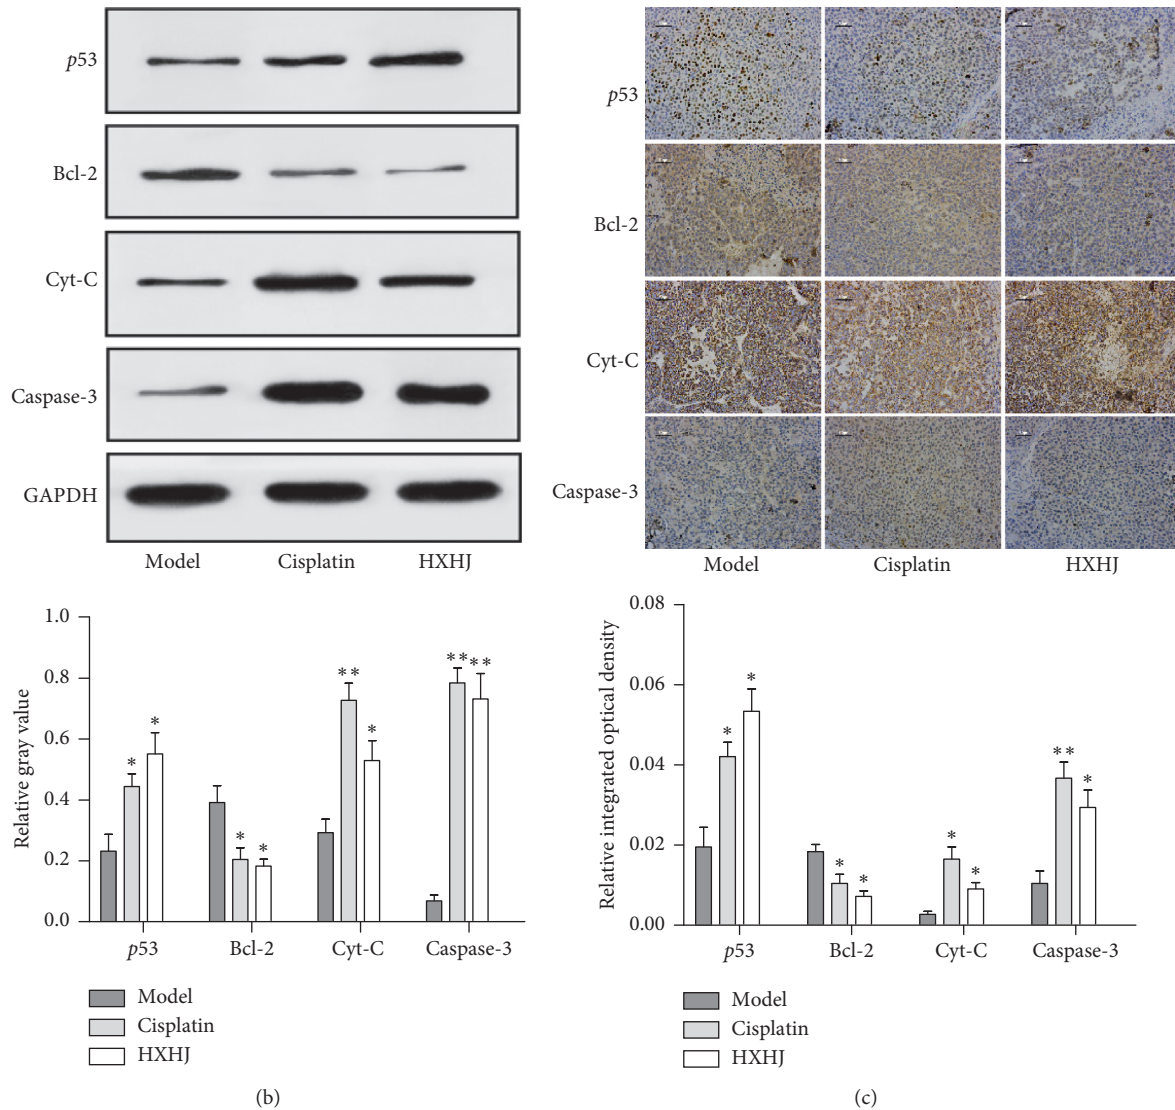 p53
Bcl-2
Cyt-C
Caspase-3
GAPDH
Model Cisplatin HXHJ
1.0
0.8
0.6
0.4
0.2
0.0
Relative gray value
* * * * ** * ** **
p53 Bcl-2 Cyt-C Caspase-3
Model
Cisplatin
HXHJ
(b)
p53
Bcl-2
Cyt-C
Caspase-3
Model Cisplatin HXHJ
0.08
0.06
0.04
0.02
0.00
Relative integrated optical density
* * * * * * ** *
p53 Bcl-2 Cyt-C Caspase-3
Model
Cisplatin
HXHJ
(c)